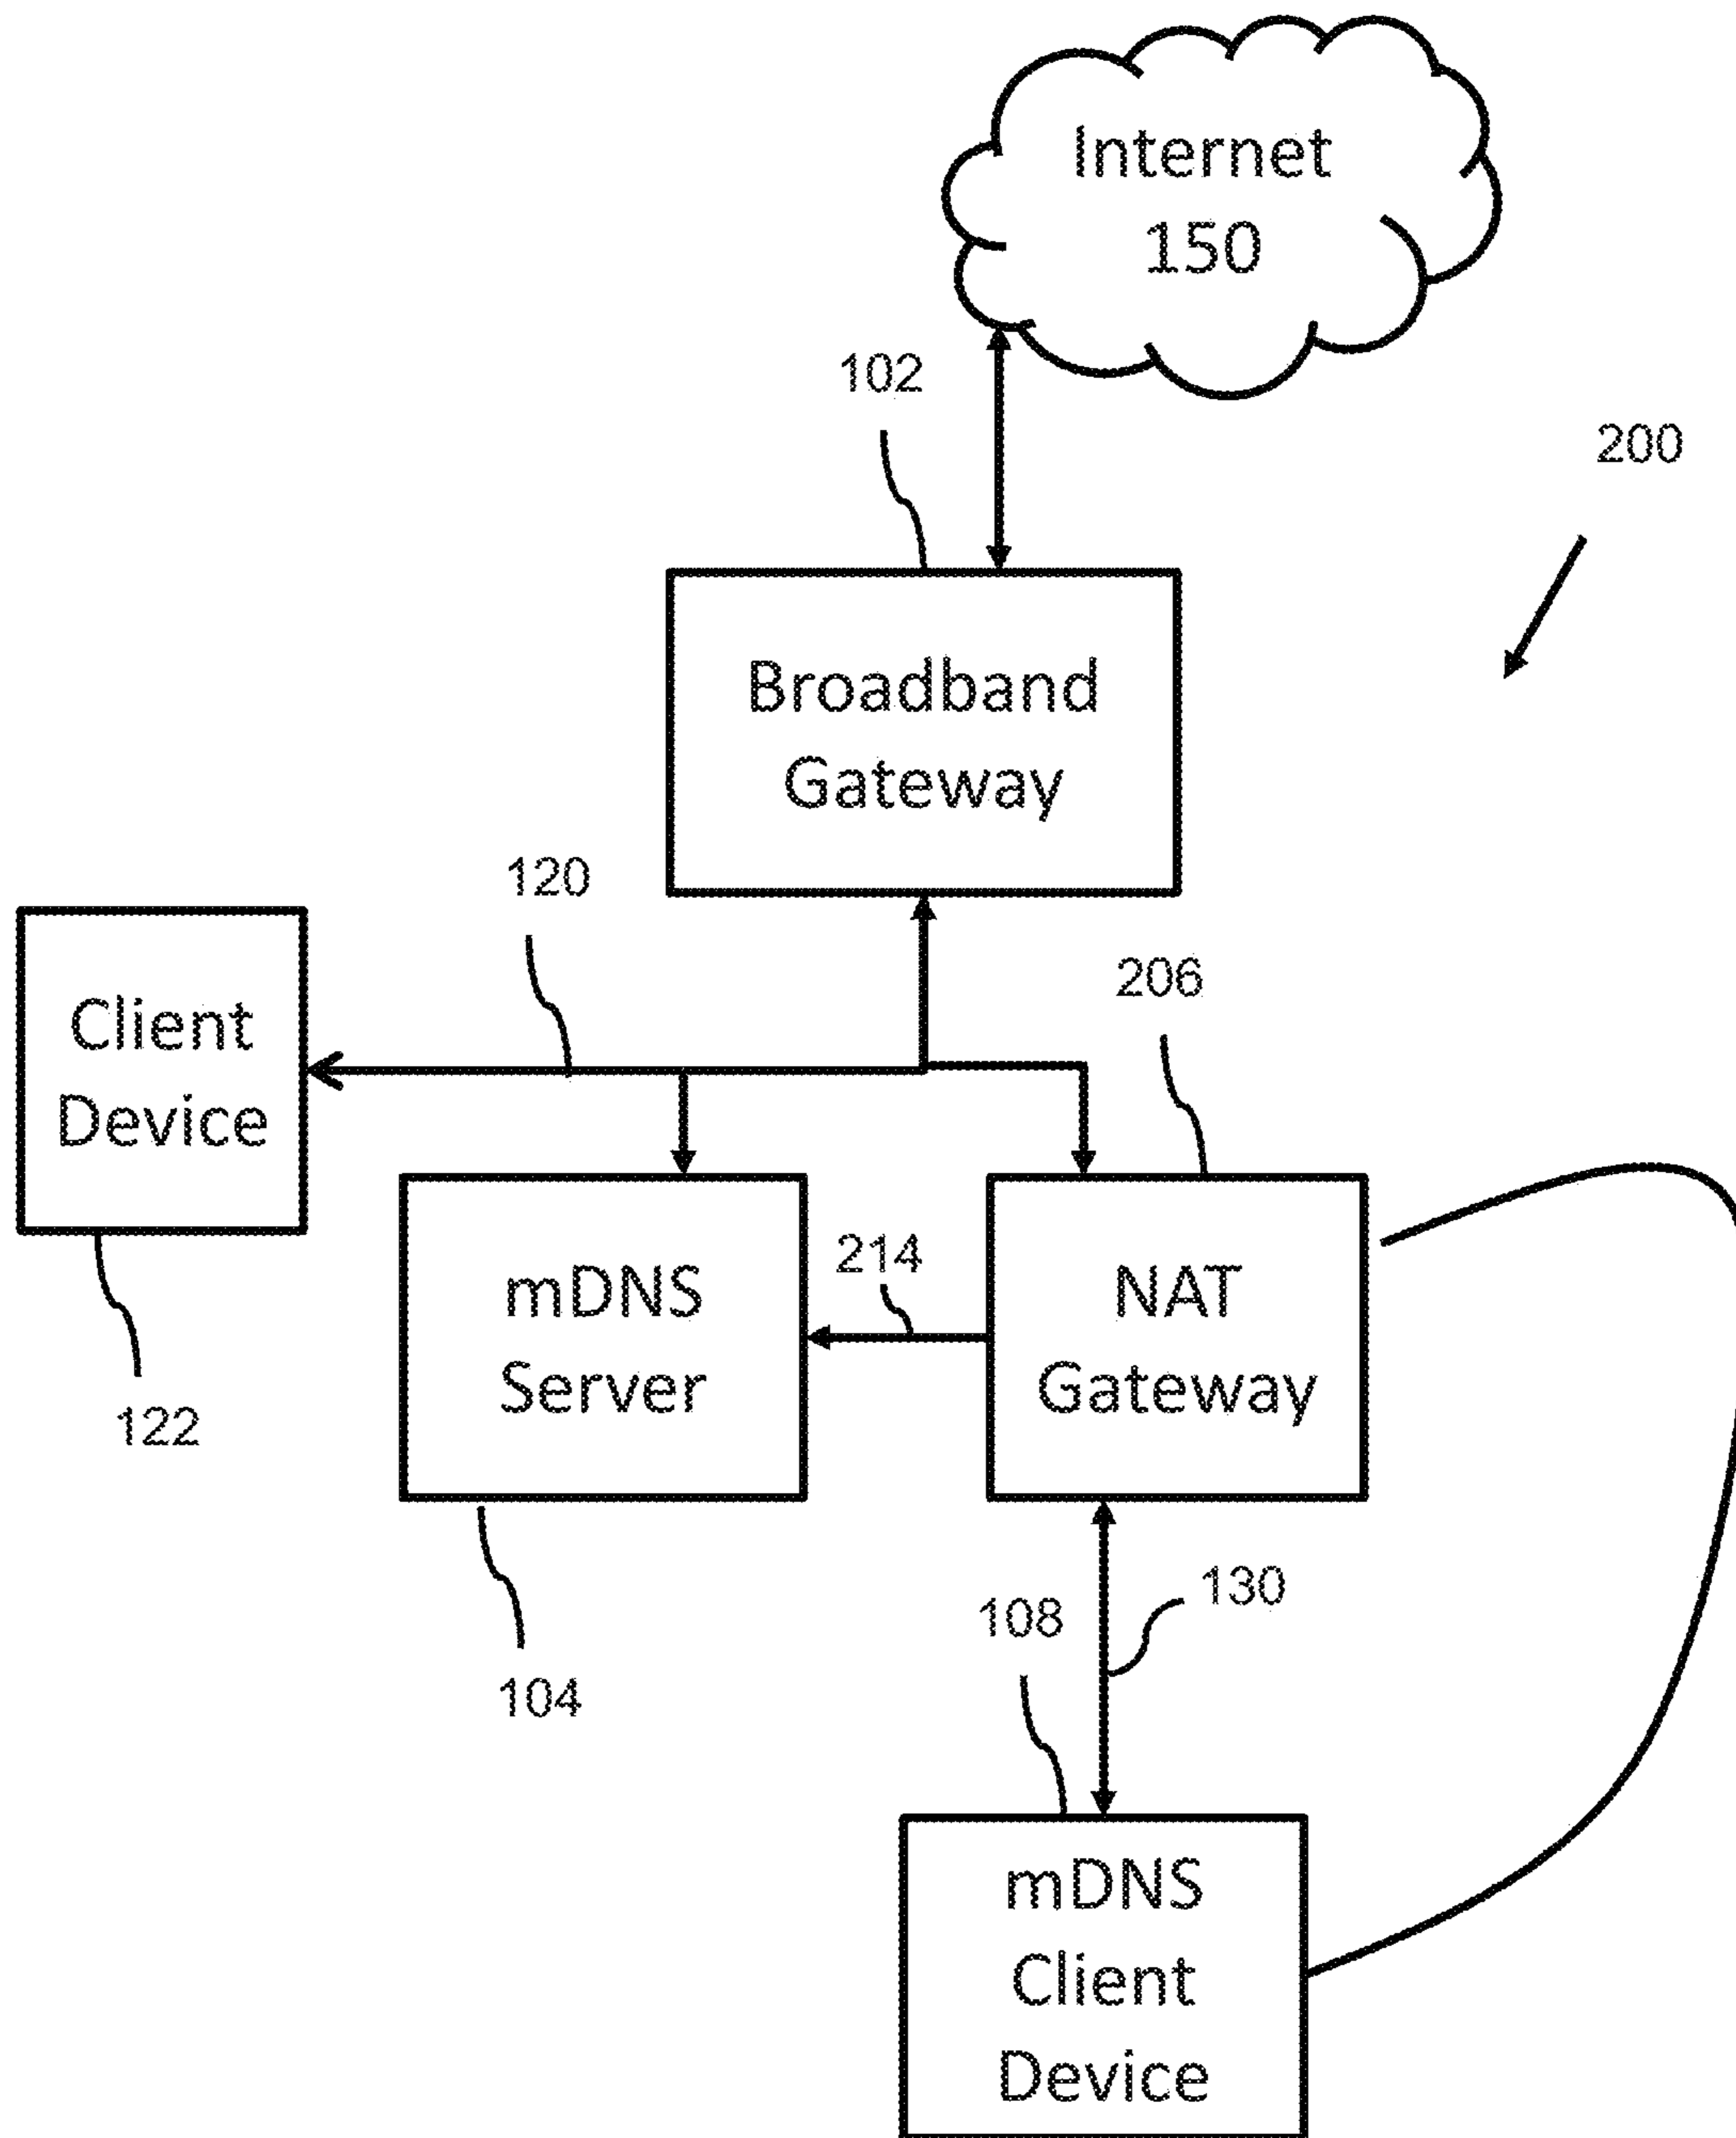 Internet
150
102
200
Broadband
Gateway
120
206
Client
Device
214
mDNS
Server
NAT
Gateway
122
130
108
104
mDNS
Client
Device